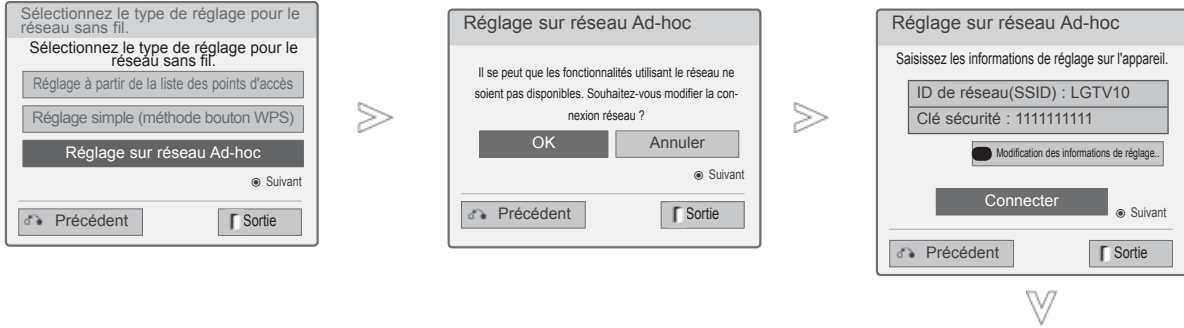 Sélectionnez le type de réglage pour le
réseau sans fil.
Sélectionnez le type de réglage pour le
réseau sans fil.
Réglage à partir de la liste des points d'accès
Réglage simple (méthode bouton WPS)
Réglage sur réseau Ad-hoc
Suivant
Précédent
Sortie
Réglage sur réseau Ad-hoc
Il se peut que les fonctionnalités utilisant le réseau ne
soient pas disponibles. Souhaitez-vous modifier la con-
nexion réseau ?
OK
Annuler
Suivant
Précédent
Sortie
Réglage sur réseau Ad-hoc
Saisissez les informations de réglage sur l'appareil.
ID de réseau(SSID) : LGTV10
Clé sécurité : 1111111111
Modification des informations de réglage..
Connecter
Suivant
Précédent
Sortie